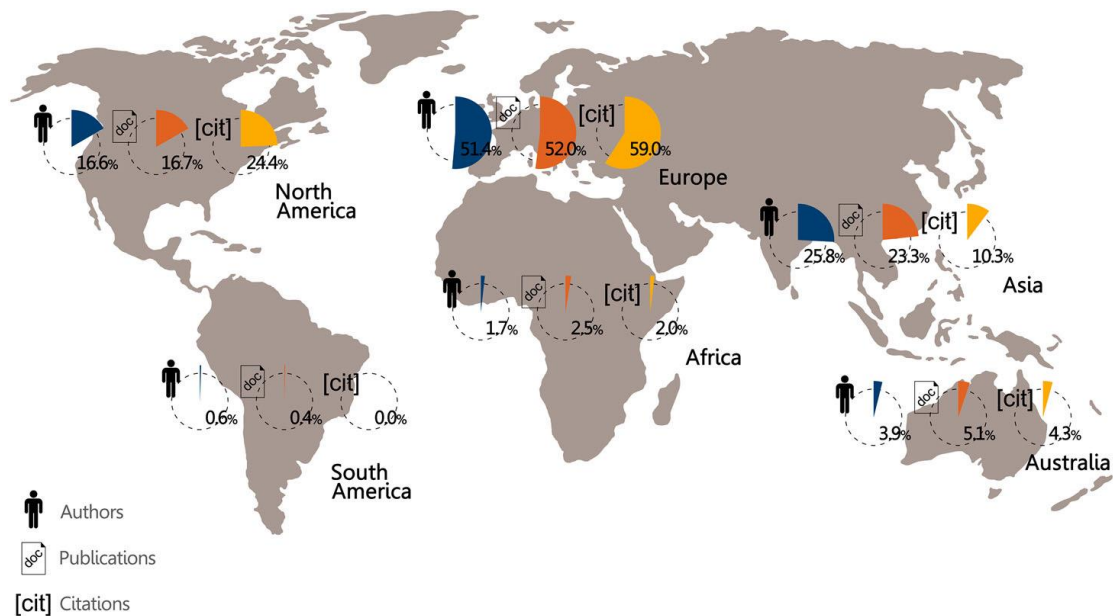 doc [cit]
16.6% 16.7% 24.4%
North
America
doc [cit]
51.4% 52.0% 59.0%
Europe
doc [cit]
25.8% 23.3% 10.3%
Asia
doc [cit]
1.7% 2.5% 2.0%
Africa
doc [cit]
0.6% 0.4% 0.0%
South
America
doc [cit]
3.9% 5.1% 4.3%
Australia
Authors
doc Publications
[cit] Citations